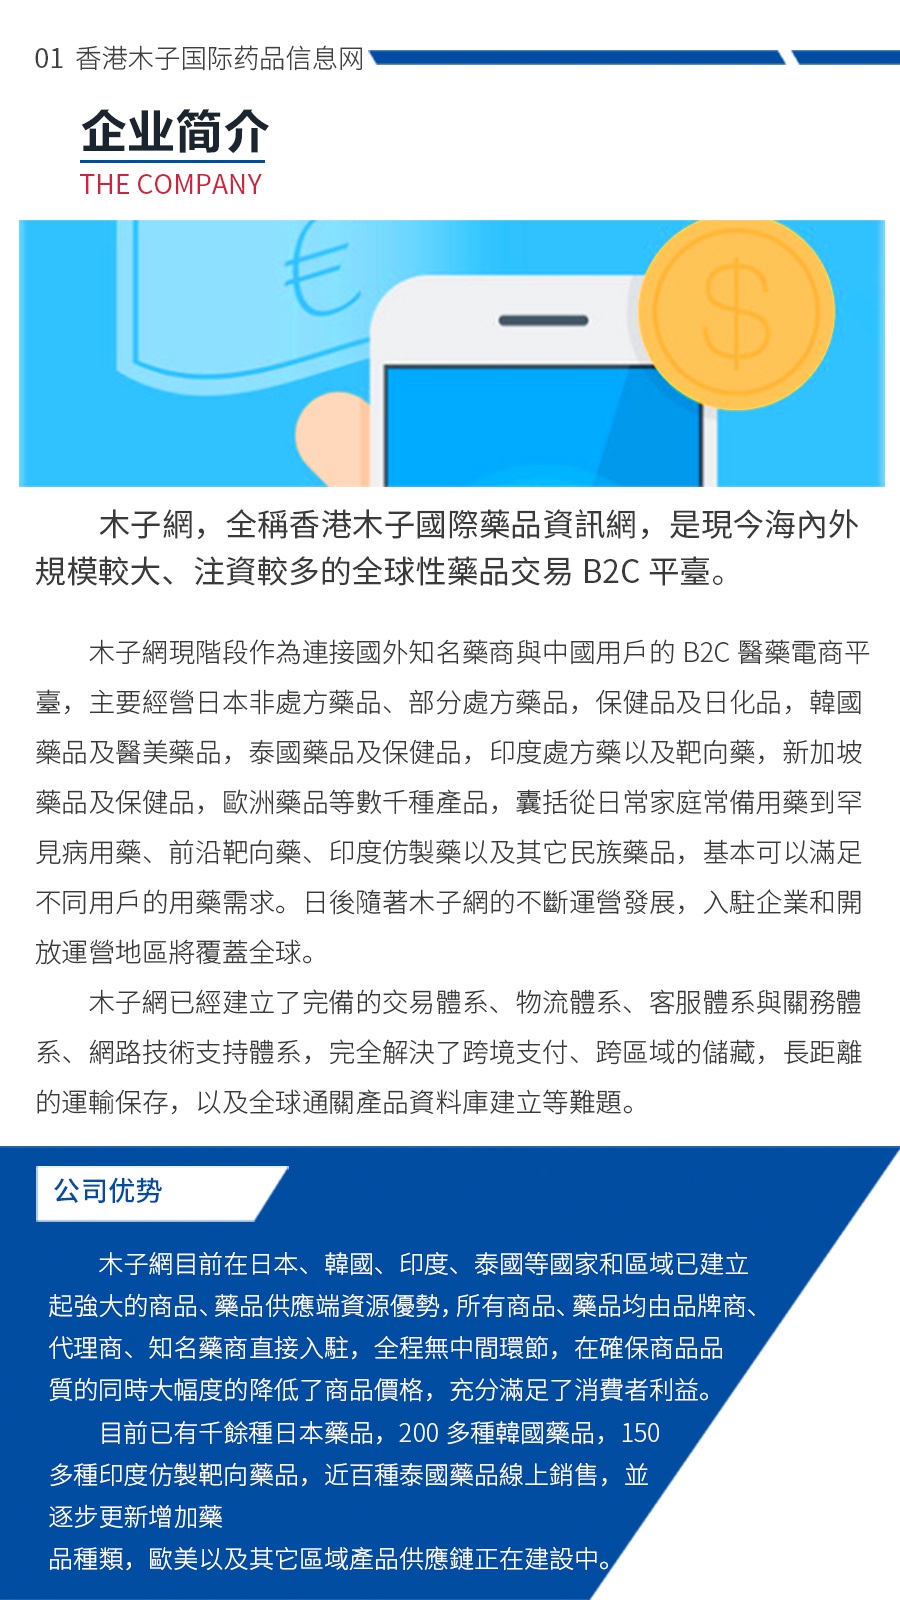 01 香港木子国际药品信息网
企业简介
THE COMPANY
€
$
木子網，全稱香港木子國際藥品資訊網，是現今海內外
規模較大、注資較多的全球性藥品交易 B2C 平臺。
木子網現階段作為連接國外知名藥商與中國用戶的 B2C 醫藥電商平
臺，主要經營日本非處方藥品、部分處方藥品，保健品及日化品，韓國
藥品及醫美藥品，泰國藥品及保健品，印度處方藥以及靶向藥，新加坡
藥品及保健品，歐洲藥品等數千種產品，囊括從日常家庭常備用藥到罕
見病用藥、前沿靶向藥、印度仿製藥以及其它民族藥品，基本可以滿足
不同用戶的用藥需求。日後隨著木子網的不斷運營發展，入駐企業和開
放運營地區將覆蓋全球。
木子網已經建立了完備的交易體系、物流體系、客服體系與關務體
系、網路技術支持體系，完全解決了跨境支付、跨區域的儲藏，長距離
的運輸保存，以及全球通關產品資料庫建立等難題。
公司优势
木子網目前在日本、韓國、印度、泰國等國家和區域已建立
起強大的商品、藥品供應端資源優勢，所有商品、藥品均由品牌商、
代理商、知名藥商直接入駐，全程無中間環節，在確保商品品
質的同時大幅度的降低了商品價格，充分滿足了消費者利益。
目前已有千餘種日本藥品，200 多種韓國藥品，150
多種印度仿製靶向藥品，近百種泰國藥品線上銷售，並
逐步更新增加藥
品種類，歐美以及其它區域產品供應鏈正在建設中。